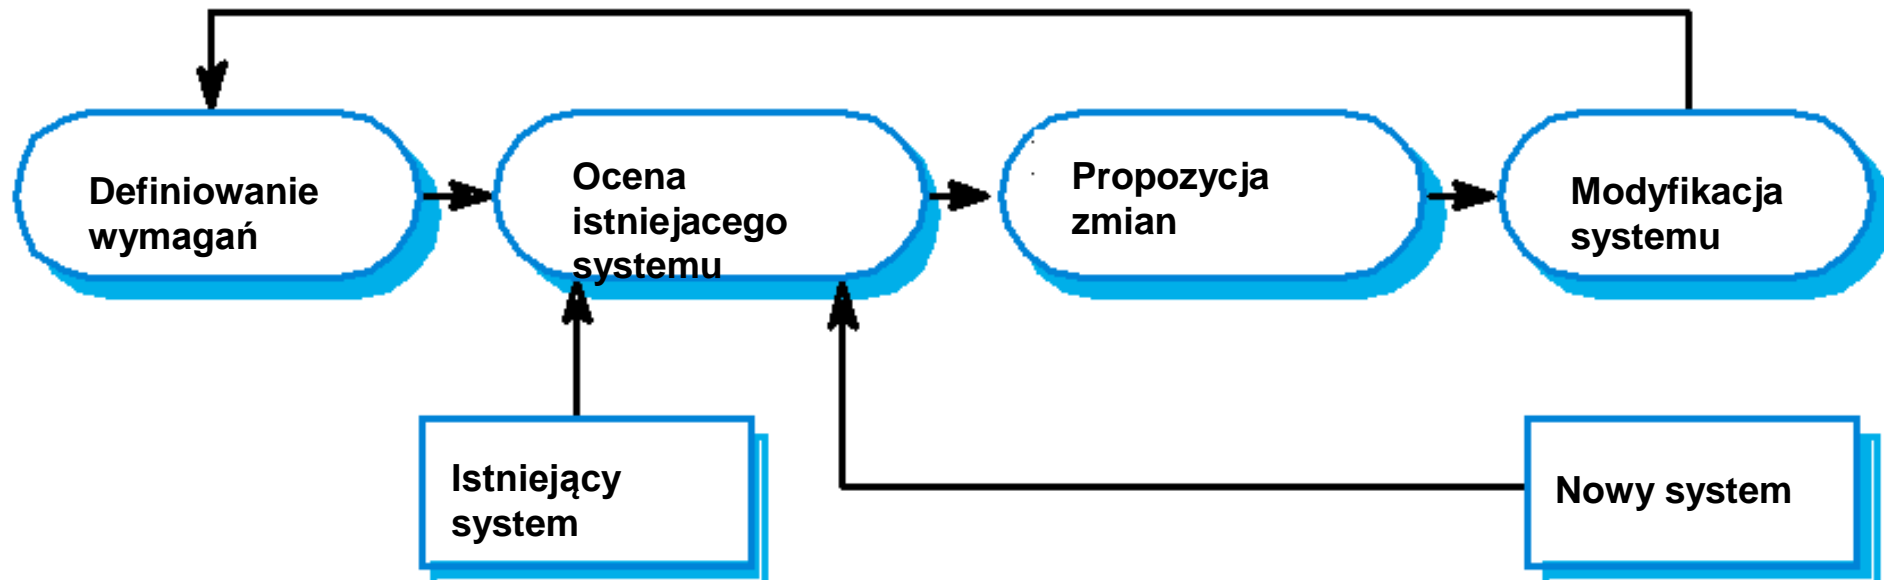 Definiowanie
wymagań
Ocena
istniejacego
systemu
Propozycja
zmian
Modyfikacja
systemu
Istniejący
system
Nowy system